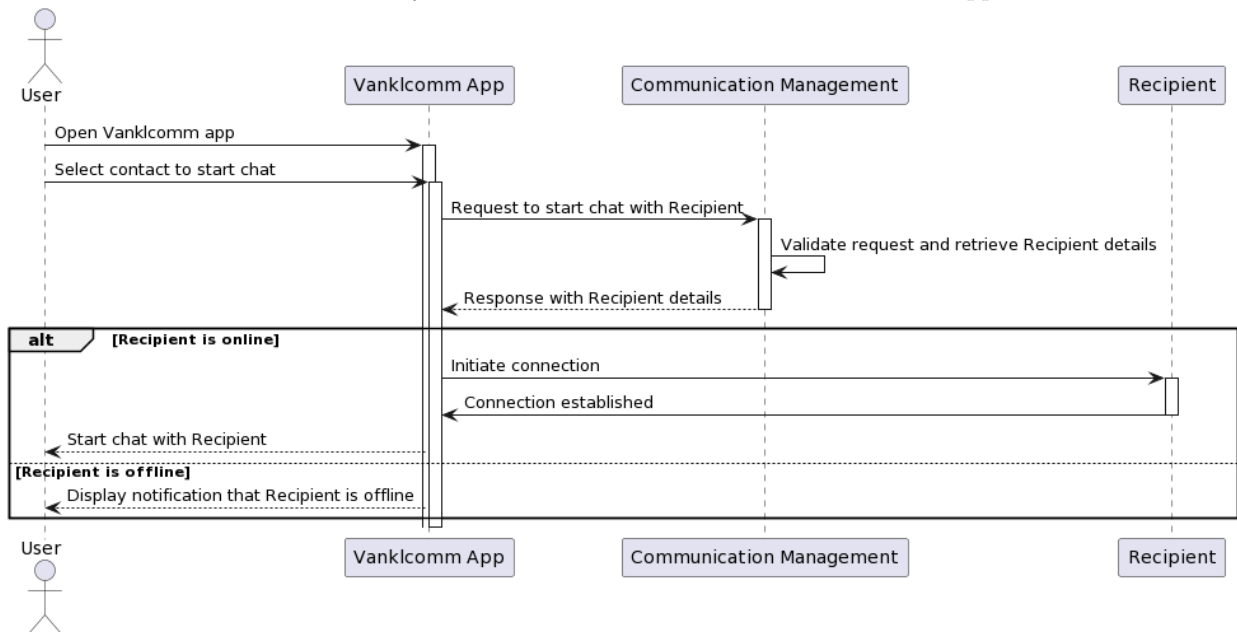 User
Vanklcomm App
Communication Management
Recipient
Open Vanklcomm app
Select contact to start chat
Request to start chat with Recipient
Validate request and retrieve Recipient details
Response with Recipient details
alt
[Recipient is online]
Initiate connection
Connection established
Start chat with Recipient
[Recipient is offline]
Display notification that Recipient is offline
User
Vanklcomm App
Communication Management
Recipient